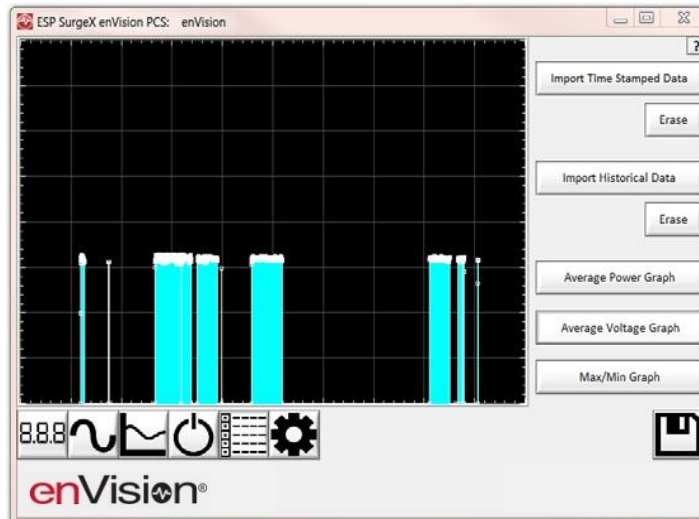 ESP SurgeX enVision PCS:   enVision
?
Import Time Stamped Data
Erase
Import Historical Data
Erase
Average Power Graph
Average Voltage Graph
Max/Min Graph
8.8.8
enVision®